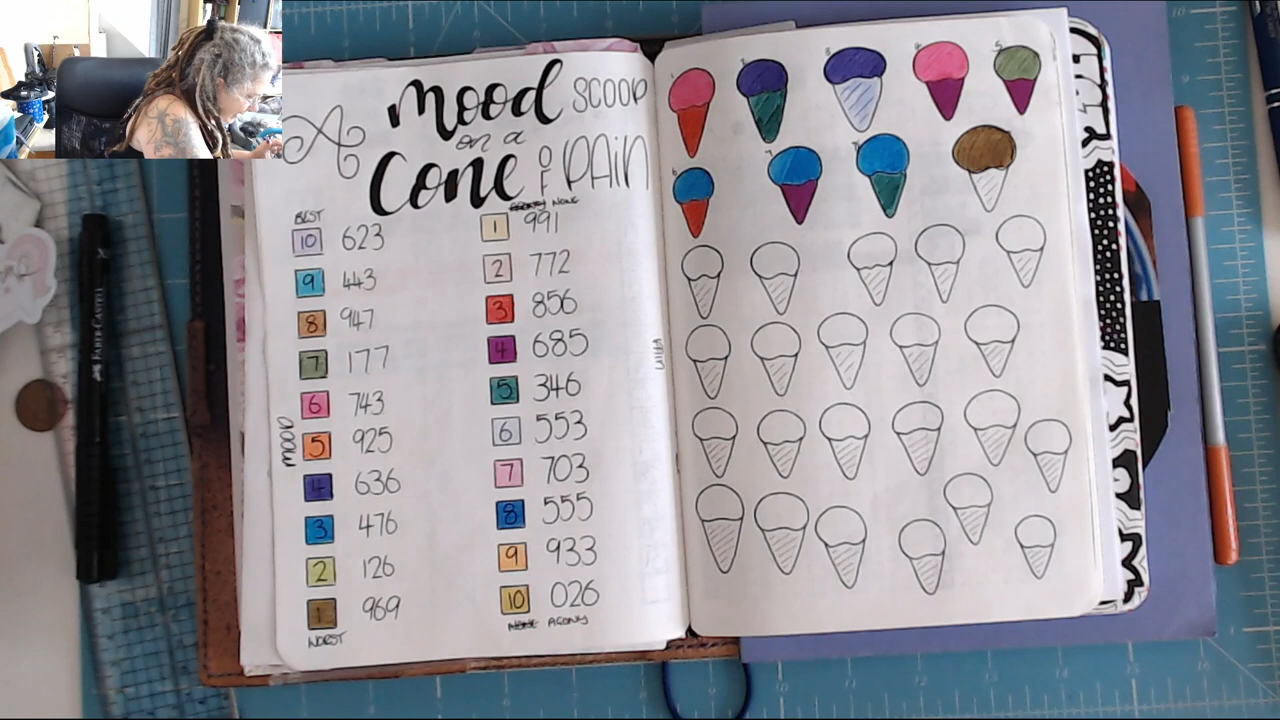 mood SCOOP
on a
Cone OF PAIN
BEST
10 623
9 443
8 947
7 177
6 743
5 925
4 636
3 476
2 126
1 969
WORST
MOOD
NONE
1 991
2 772
3 856
4 685
5 346
6 553
7 703
8 555
9 933
10 026
AGONY
PAIN
FABER-CASTELL